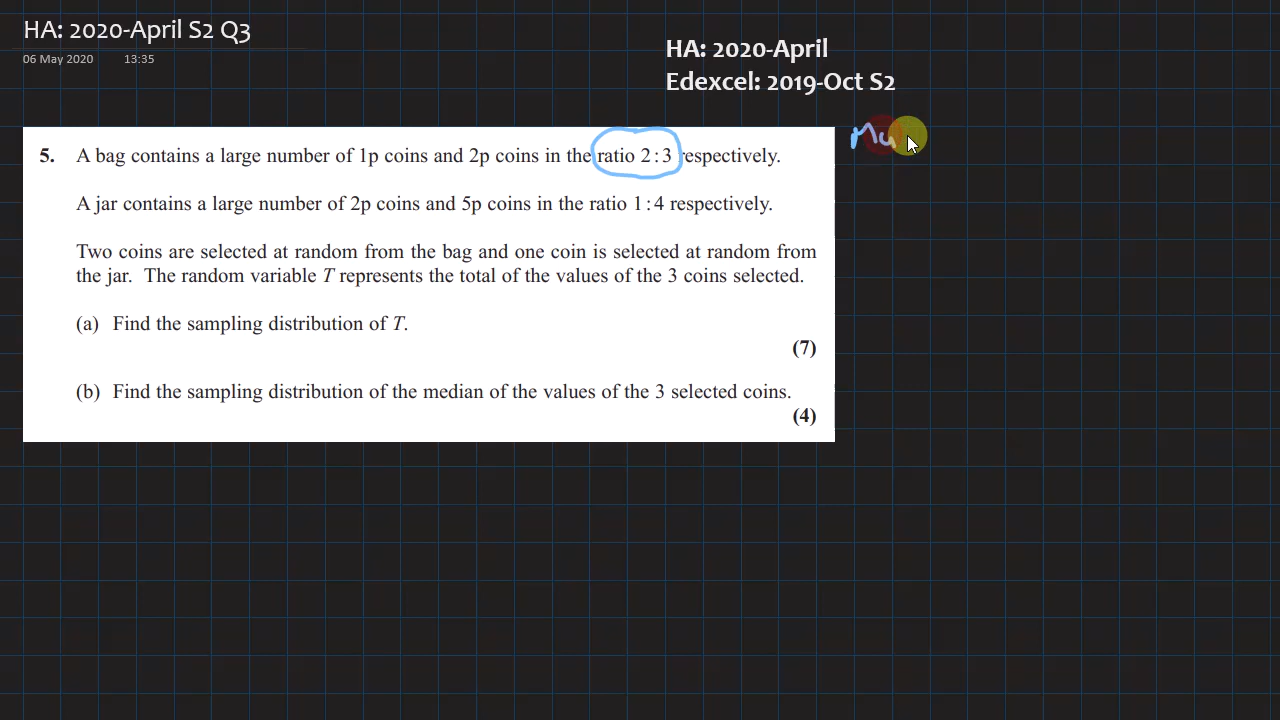 HA: 2020-April S2 Q3
06 May 2020 13:35
HA: 2020-April
Edexcel: 2019-Oct S2
Mu
5. A bag contains a large number of 1p coins and 2p coins in the ratio 2 : 3 respectively.
A jar contains a large number of 2p coins and 5p coins in the ratio 1 : 4 respectively.
Two coins are selected at random from the bag and one coin is selected at random from
the jar. The random variable T represents the total of the values of the 3 coins selected.
(a) Find the sampling distribution of T.
(7)
(b) Find the sampling distribution of the median of the values of the 3 selected coins.
(4)